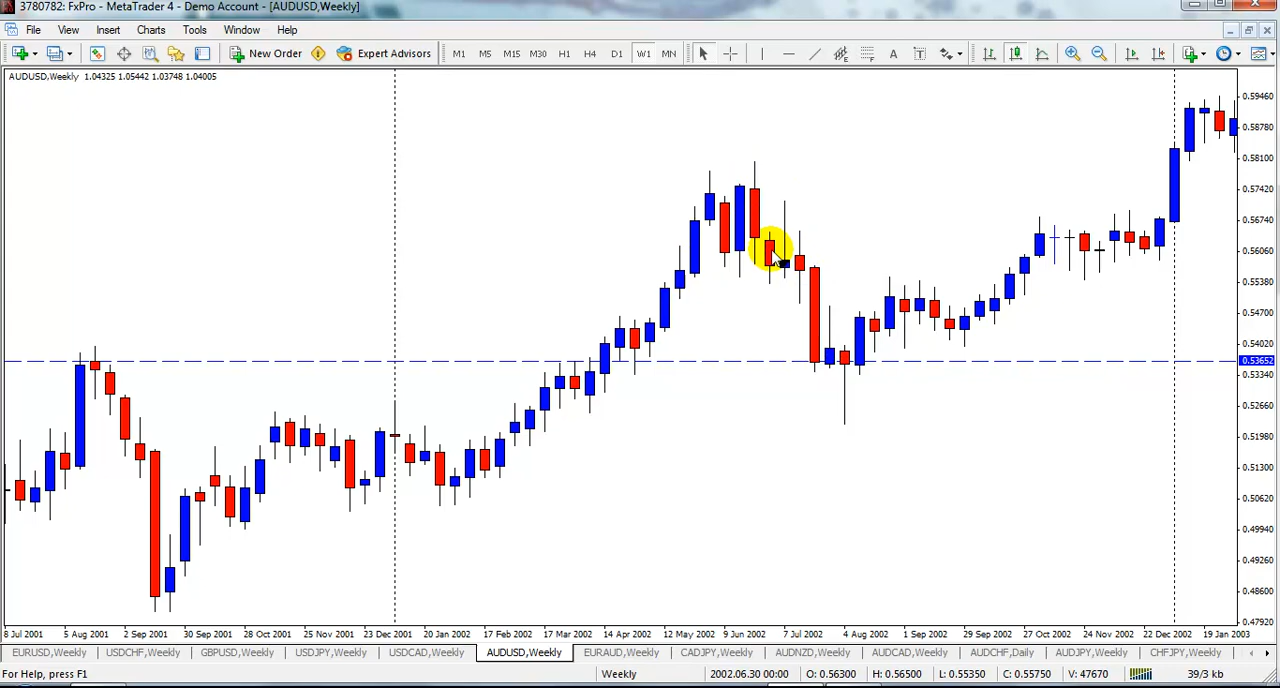 3780782: FxPro - MetaTrader 4 - Demo Account - [AUDUSD,Weekly]
File View Insert Charts Tools Window Help
New Order Expert Advisors M1 M5 M15 M30 H1 H4 D1 W1 MN A T
AUDUSD,Weekly 1.04325 1.05442 1.03748 1.04005
0.59460
0.58780
0.58100
0.57420
0.56740
0.56060
0.55380
0.54700
0.54020
0.53652
0.53340
0.52660
0.51980
0.51300
0.50620
0.49940
0.49260
0.48600
0.47920
8 Jul 2001 5 Aug 2001 2 Sep 2001 30 Sep 2001 28 Oct 2001 25 Nov 2001 23 Dec 2001 20 Jan 2002 17 Feb 2002 17 Mar 2002 14 Apr 2002 12 May 2002 9 Jun 2002 7 Jul 2002 4 Aug 2002 1 Sep 2002 29 Sep 2002 27 Oct 2002 24 Nov 2002 22 Dec 2002 19 Jan 2003
EURUSD,Weekly USDCHF,Weekly GBPUSD,Weekly USDJPY,Weekly USDCAD,Weekly AUDUSD,Weekly EURAUD,Weekly CADJPY,Weekly AUDNZD,Weekly AUDCAD,Weekly AUDCHF,Daily AUDJPY,Weekly CHFJPY,Weekly
For Help, press F1 Weekly 2002.06.30 00:00 O: 0.56300 H: 0.56500 L: 0.55350 C: 0.55750 V: 47670 39/3 kb